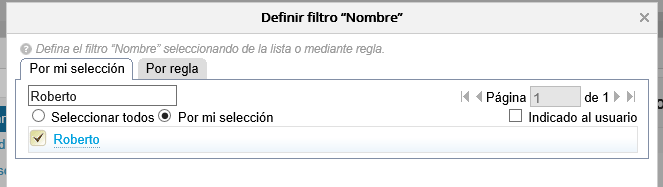 Definir filtro “Nombre”
Defina el filtro “Nombre” seleccionando de la lista o mediante regla.
Por mi selección Por regla
Roberto Página 1 de 1
Seleccionar todos Por mi selección Indicado al usuario
Roberto